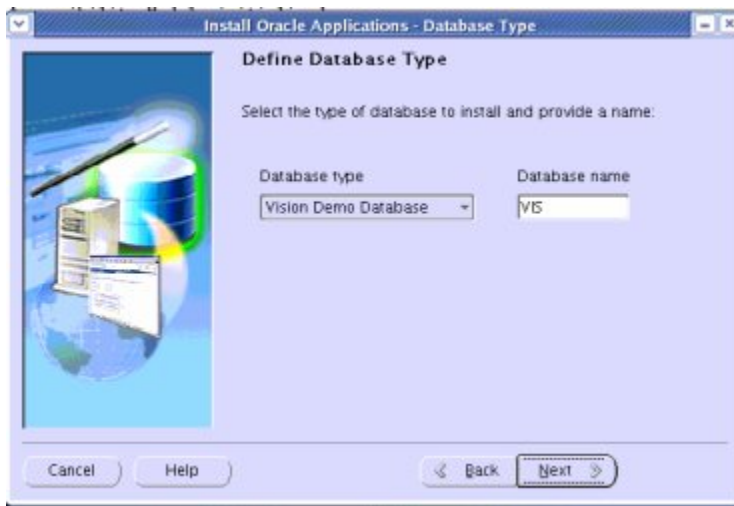 Install Oracle Applications - Database Type
Define Database Type
Select the type of database to install and provide a name:
Database type Database name
Vision Demo Database VIS
Cancel Help Back Next